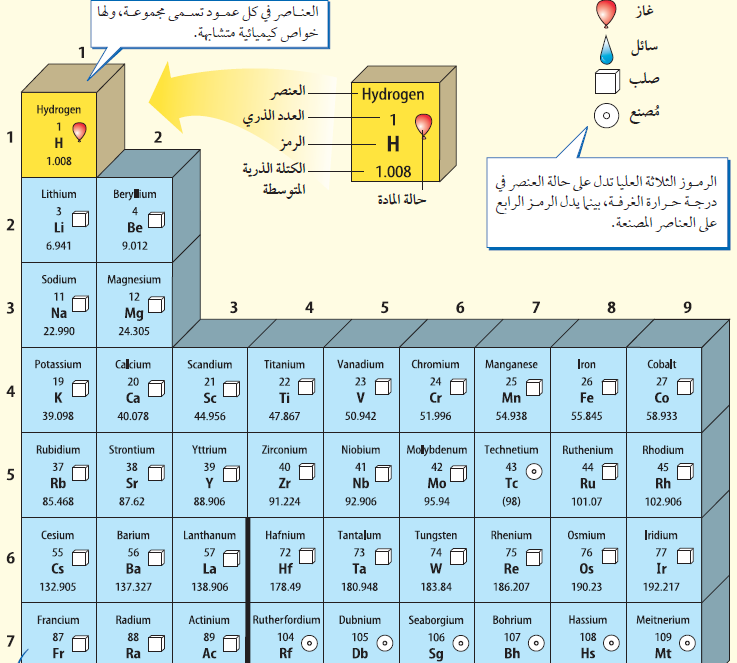 العناصر في كل عمود تسمى مجموعة، ولها
خواص كيميائية متشابهة.
غاز
سائل
صلب
مُصنع
الرموز الثلاثة العليا تدل على حالة العنصر في
درجة حرارة الغرفة، بينما يدل الرمز الرابع
على العناصر المصنعة.
العنصر
العدد الذري
الرمز
الكتلة الذرية
المتوسطة
حالة المادة
Hydrogen
1
H
1.008
1
1
Hydrogen
1
H
1.008
2
2
Lithium Beryllium
3 4
Li Be
6.941 9.012
3
Sodium Magnesium
11 12
Na Mg
22.990 24.305
3 4 5 6 7 8 9
4
Potassium Calcium Scandium Titanium Vanadium Chromium Manganese Iron Cobalt
19 20 21 22 23 24 25 26 27
K Ca Sc Ti V Cr Mn Fe Co
39.098 40.078 44.956 47.867 50.942 51.996 54.938 55.845 58.933
5
Rubidium Strontium Yttrium Zirconium Niobium Molybdenum Technetium Ruthenium Rhodium
37 38 39 40 41 42 43 44 45
Rb Sr Y Zr Nb Mo Tc Ru Rh
85.468 87.62 88.906 91.224 92.906 95.94 (98) 101.07 102.906
6
Cesium Barium Lanthanum Hafnium Tantalum Tungsten Rhenium Osmium Iridium
55 56 57 72 73 74 75 76 77
Cs Ba La Hf Ta W Re Os Ir
132.905 137.327 138.906 178.49 180.948 183.84 186.207 190.23 192.217
7
Francium Radium Actinium Rutherfordium Dubnium Seaborgium Bohrium Hassium Meitnerium
87 88 89 104 105 106 107 108 109
Fr Ra Ac Rf Db Sg Bh Hs Mt